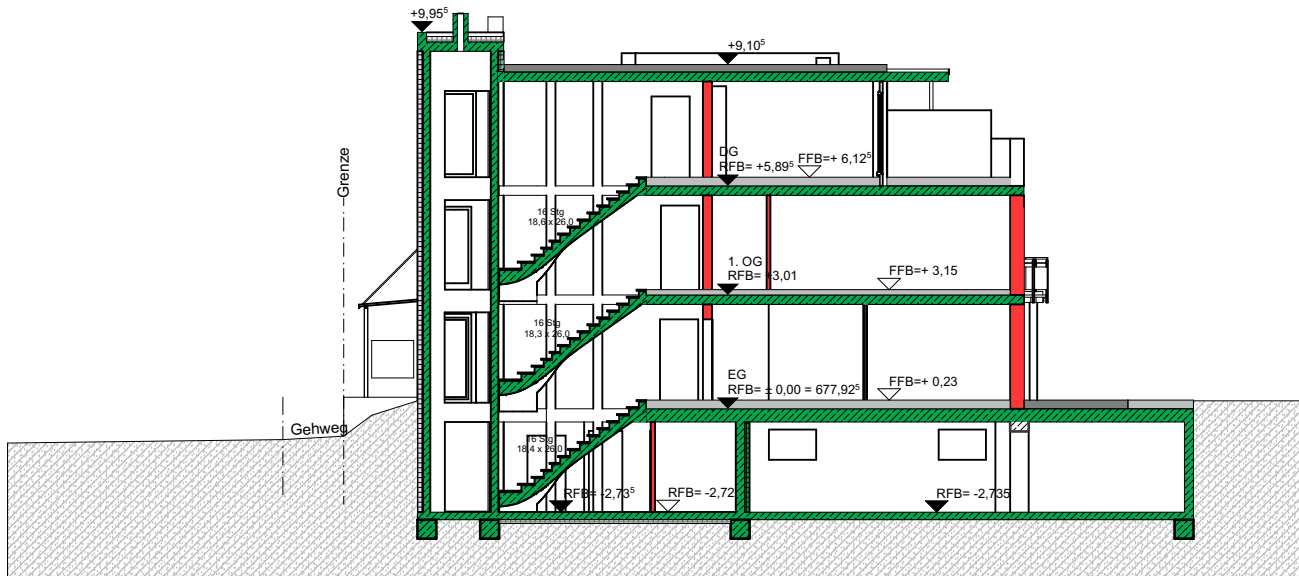 +9,95⁵
+9,10⁵
DG
RFB= +5,89⁵
FFB=+ 6,12⁵
Grenze
16 Stg
18,6 x 26,0
1. OG
RFB= +3,01
FFB=+ 3,15
16 Stg
18,3 x 26,0
EG
RFB= ± 0,00 = 677,92⁵
FFB=+ 0,23
Gehweg
16 Stg
18,4 x 26,0
RFB= -2,73⁵
RFB= -2,72
RFB= -2,735